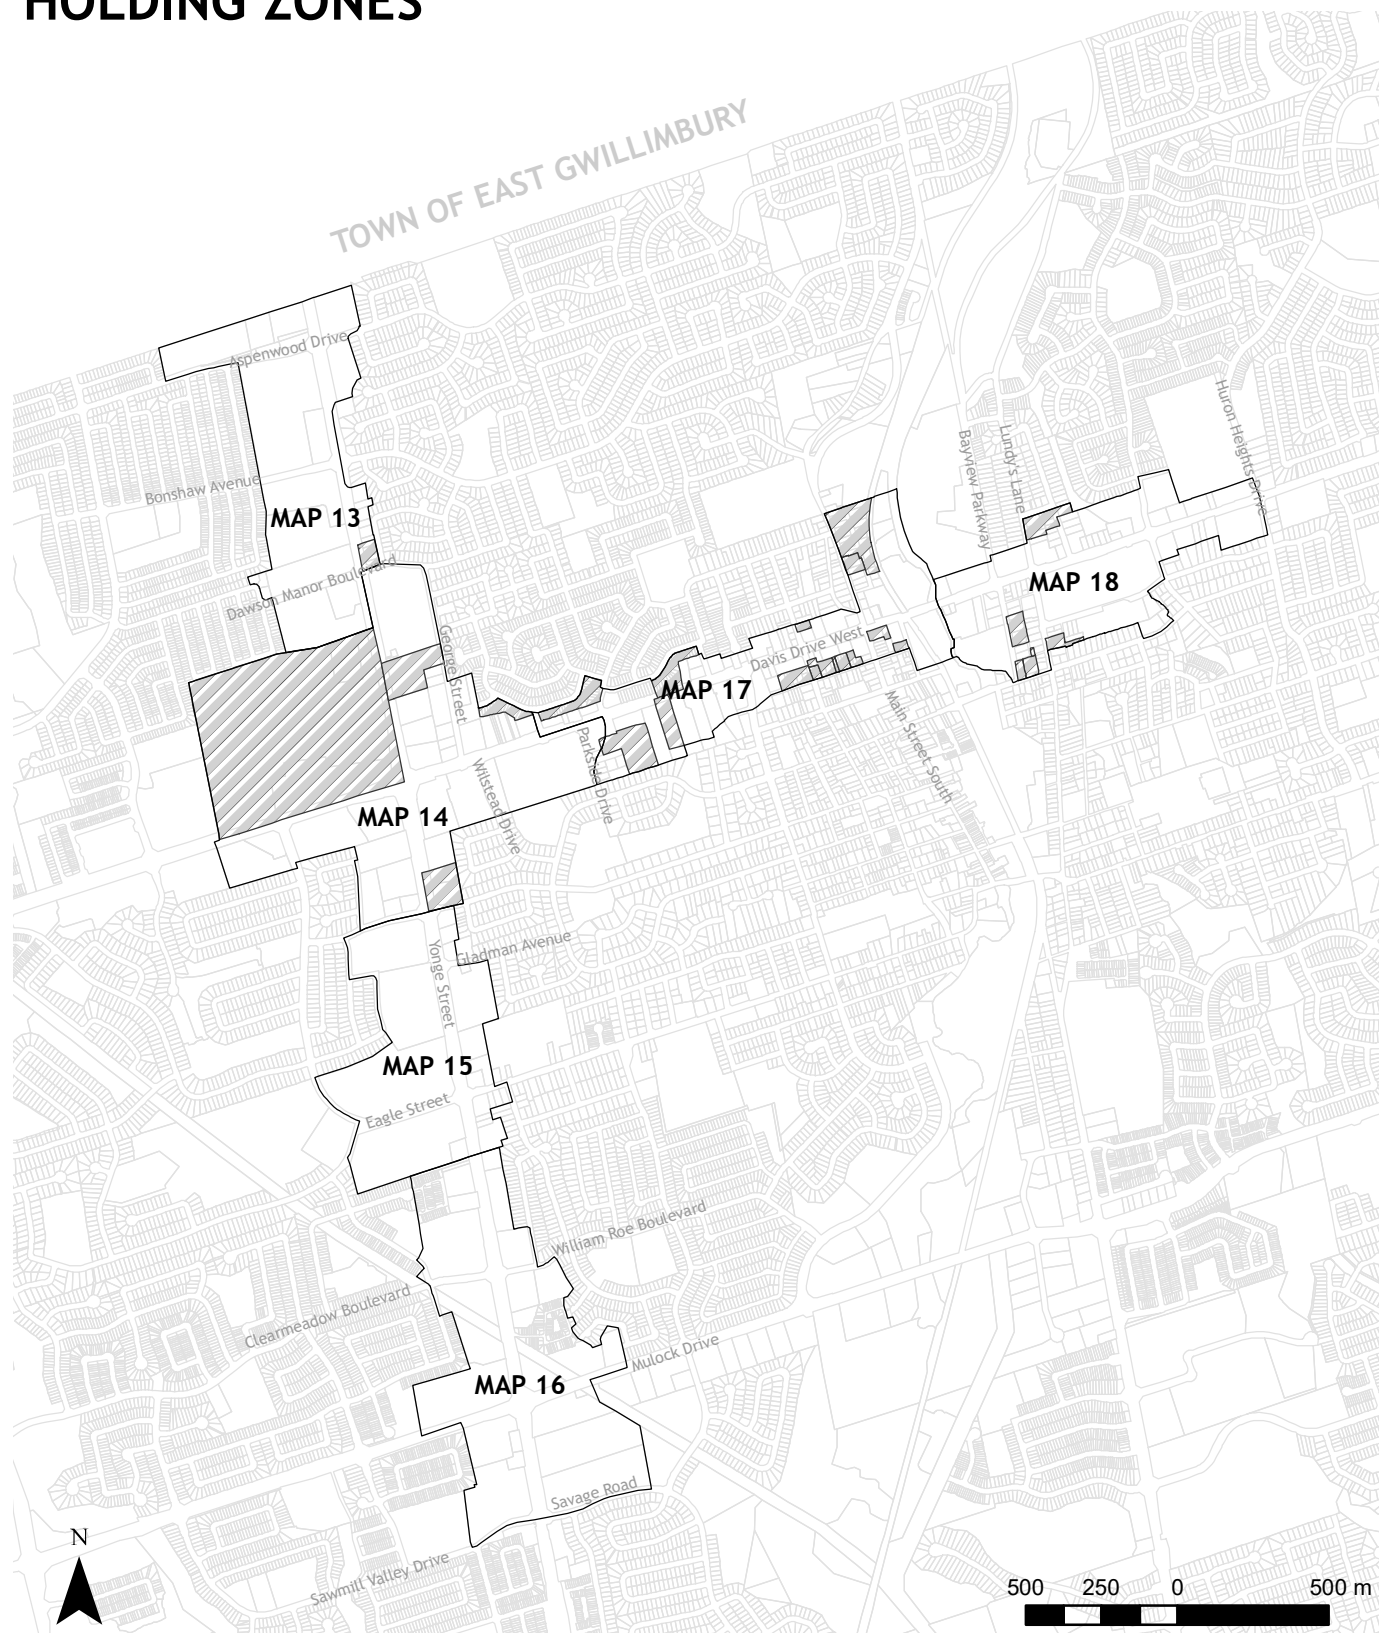 HOLDING ZONES
TOWN OF EAST GWILLIMBURY
Aspenwood Drive
Huron Heights Drive
Lundy's Lane
Bayview Parkway
Bonshaw Avenue
MAP 13
Dawson Manor Boulevard
MAP 18
George Street
Davis Drive West
MAP 17
Main Street South
Parkside Drive
Wilstead Drive
MAP 14
Gladman Avenue
Yonge Street
MAP 15
Eagle Street
William Roe Boulevard
Clearmeadow Boulevard
Mulock Drive
MAP 16
Savage Road
N
Sawmill Valley Drive
500 250 0 500 m